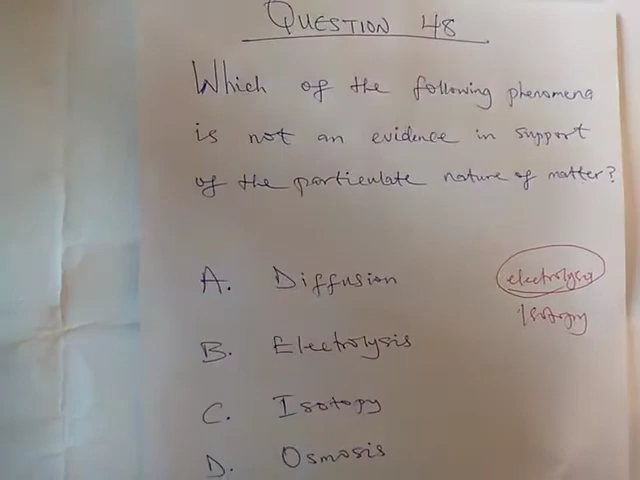 QUESTION 48
Which of the following phenomena
is not an evidence in support
of the particulate nature of matter?
A. Diffusion
electrolysis
B. Electrolysis
Isotopy
C. Isotopy
D. Osmosis